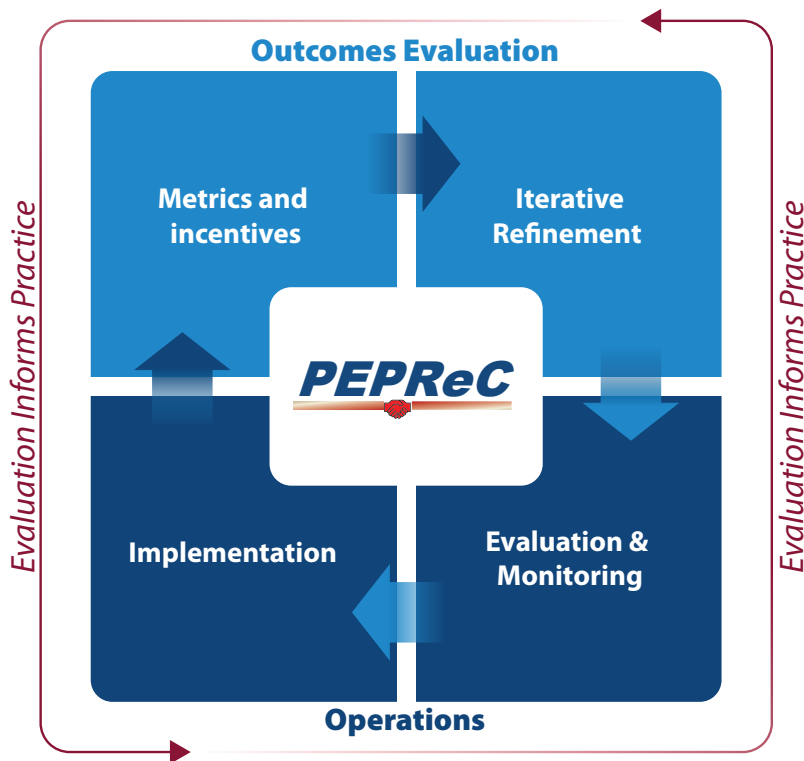 Outcomes Evaluation
Metrics and
incentives
Iterative
Refinement
Evaluation Informs Practice
PEPReC
Evaluation Informs Practice
Implementation
Evaluation &
Monitoring
Operations